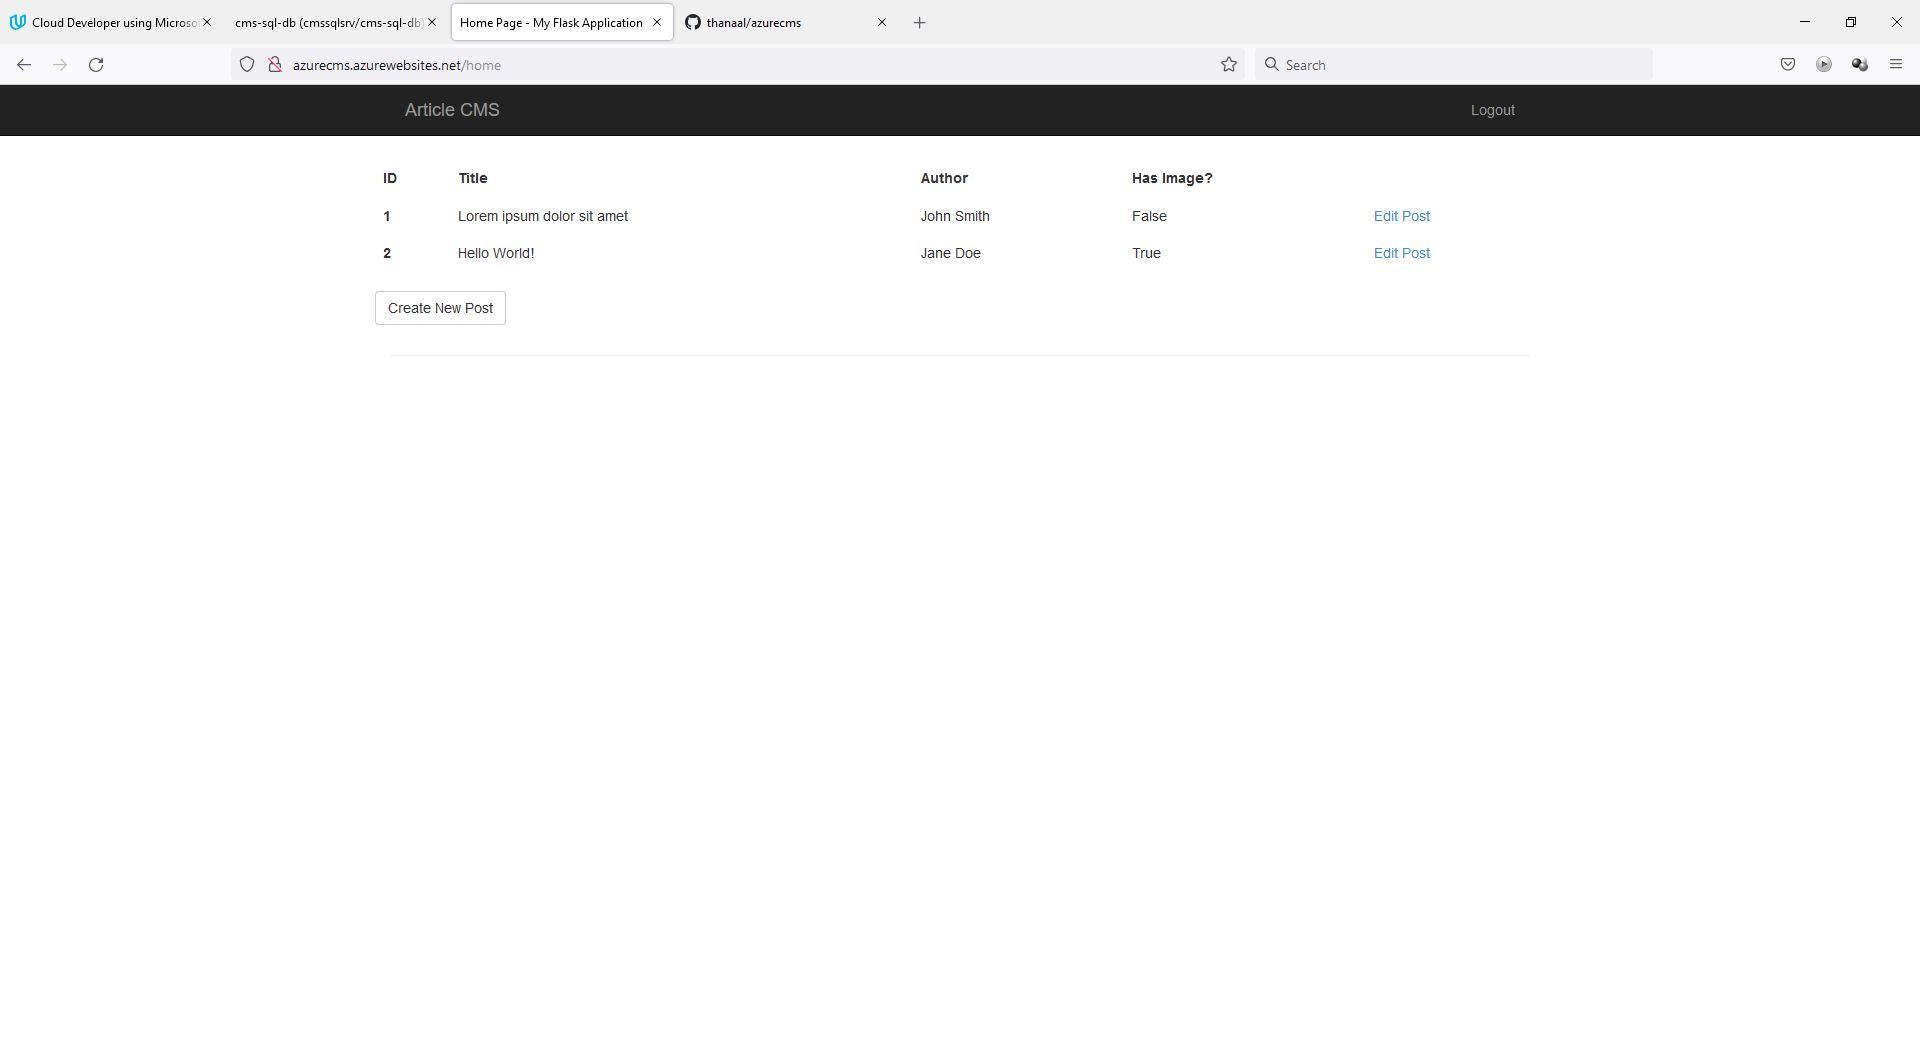 Cloud Developer using Microso
cms-sql-db (cmssqlsrv/cms-sql-db)
Home Page - My Flask Application
thanaal/azurecms
azurecms.azurewebsites.net/home
Search
Article CMS
Logout
ID Title Author Has Image?
1 Lorem ipsum dolor sit amet John Smith False Edit Post
2 Hello World! Jane Doe True Edit Post
Create New Post